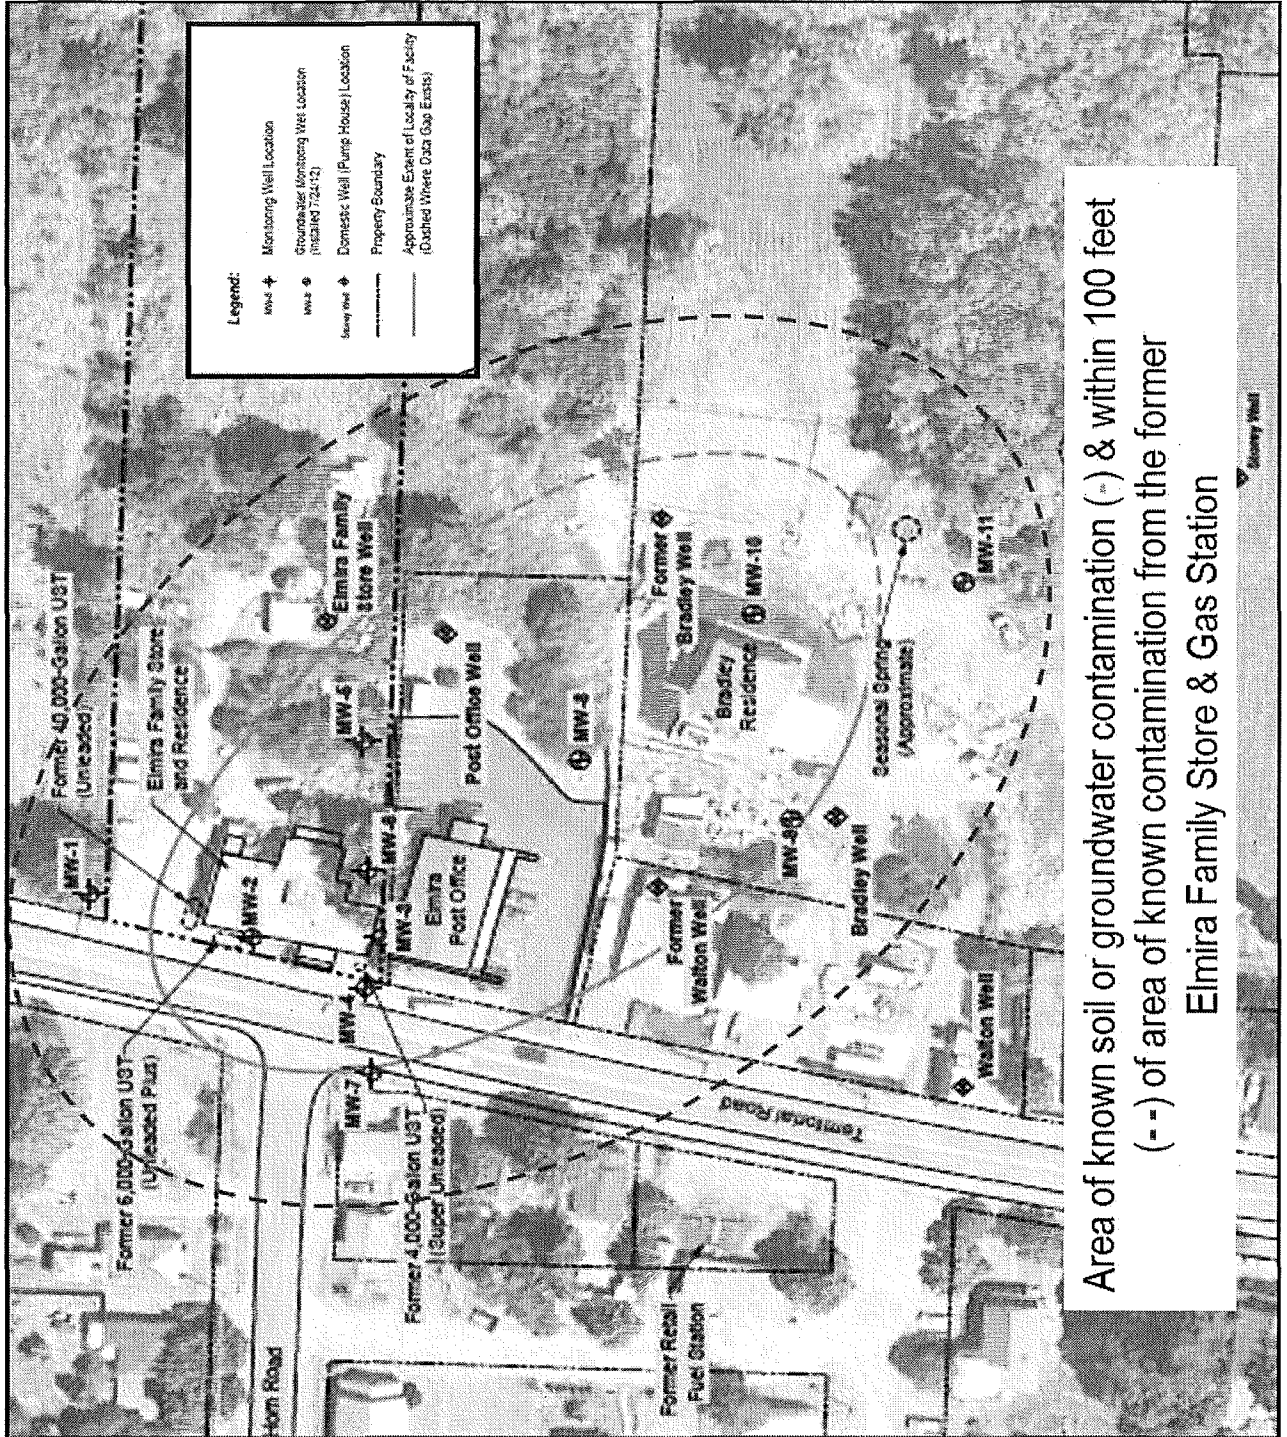 Legend:
MW-6 Monitoring Well Location
MW-8 Groundwater Monitoring Well Location
(Installed 7/24/12)
Storey Well Domestic Well (Pump House) Location
Property Boundary
Approximate Extent of Locality of Facility
(Dashed Where Data Gap Exists)
Former 40,000-Gallon UST
(Unleaded)
Elmira Family Store
and Residence
MW-1
Former 6,000-Gallon UST
(Unleaded Plus)
MW-2
Elmira Family
Store Well
MW-5
MW-6
MW-3
MW-4
MW-7
Former 4,000-Gallon UST
(Super Unleaded)
Horn Road
Elmira
Post Office
Post Office Well
MW-8
Former
Bradley Well
MW-10
Bradley
Residence
Former
Walton Well
MW-9
Bradley Well
Seasonal Spring
(Approximate)
MW-11
Walton Well
Territorial Road
Former Retail
Fuel Station
Storey Well
Area of known soil or groundwater contamination (-) & within 100 feet
(--) of area of known contamination from the former
Elmira Family Store & Gas Station